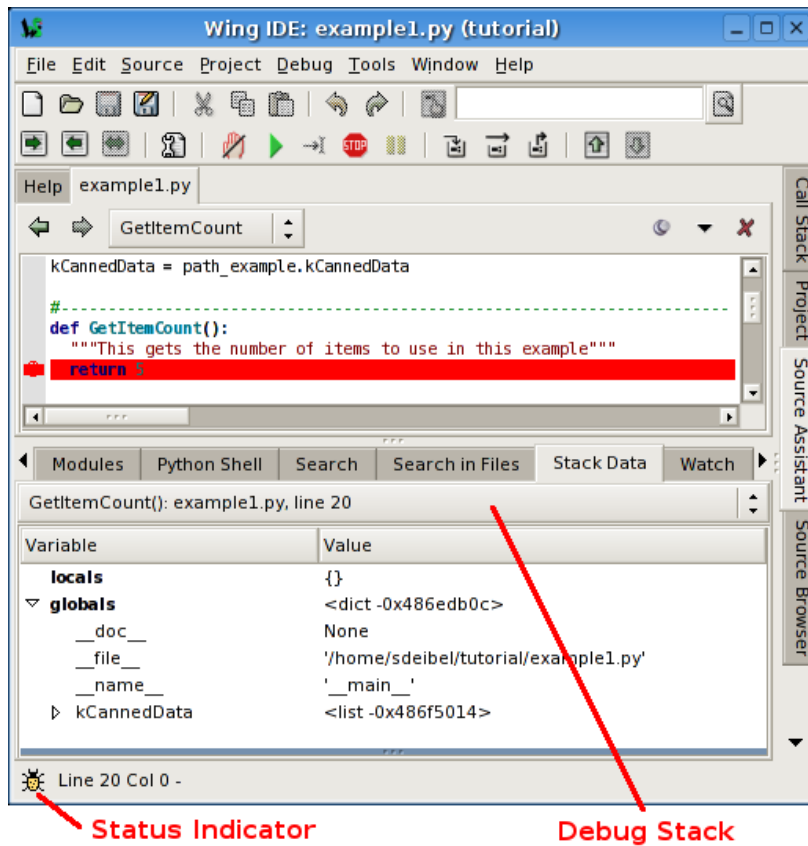 Wing IDE: example1.py (tutorial)
File Edit Source Project Debug Tools Window Help
STOP
Help example1.py
GetItemCount
kCannedData = path_example.kCannedData
#-----------------------------------------------------------------------
def GetItemCount():
"""This gets the number of items to use in this example"""
return 5
Modules Python Shell Search Search in Files Stack Data Watch
GetItemCount(): example1.py, line 20
Variable Value
locals {}
globals <dict -0x486edb0c>
__doc__ None
__file__ '/home/sdeibel/tutorial/example1.py'
__name__ '__main__'
kCannedData <list -0x486f5014>
Line 20 Col 0 -
Call Stack
Project
Source Assistant
Source Browser
Status Indicator
Debug Stack